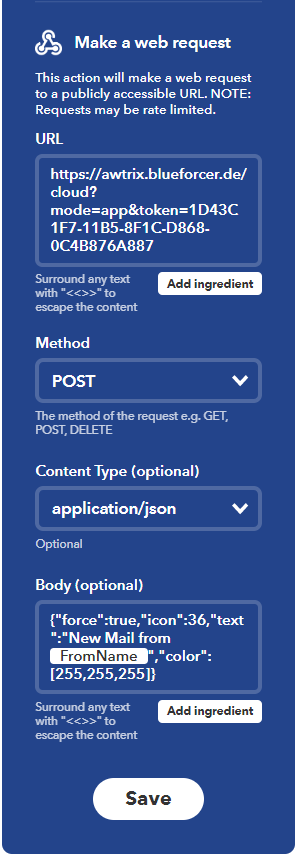 Make a web request
This action will make a web request
to a publicly accessible URL. NOTE:
Requests may be rate limited.
URL
https://awtrix.blueforcer.de/
cloud?
mode=app&token=1D43C
1F7-11B5-8F1C-D868-
0C4B876A887
Surround any text
with "<<>>" to
escape the content
Add ingredient
Method
POST
The method of the request e.g. GET,
POST, DELETE
Content Type (optional)
application/json
Optional
Body (optional)
{"force":true,"icon":36,"text
":"New Mail from
FromName ","color":
[255,255,255]}
Surround any text
with "<<>>" to
escape the content
Add ingredient
Save